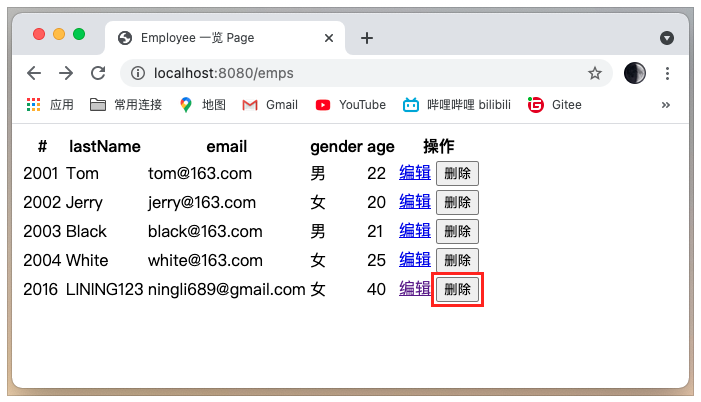 Employee 一览 Page
localhost:8080/emps
应用 常用连接 地图 Gmail YouTube 哔哩哔哩 bilibili Gitee
# lastName email gender age 操作
2001 Tom tom@163.com 男 22 编辑 删除
2002 Jerry jerry@163.com 女 20 编辑 删除
2003 Black black@163.com 男 21 编辑 删除
2004 White white@163.com 女 25 编辑 删除
2016 LINING123 ningli689@gmail.com 女 40 编辑 删除